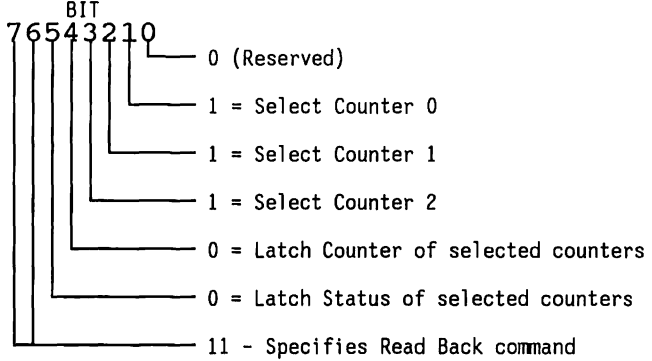 BIT
76543210
0 (Reserved)
1 = Select Counter 0
1 = Select Counter 1
1 = Select Counter 2
0 = Latch Counter of selected counters
0 = Latch Status of selected counters
11 - Specifies Read Back command